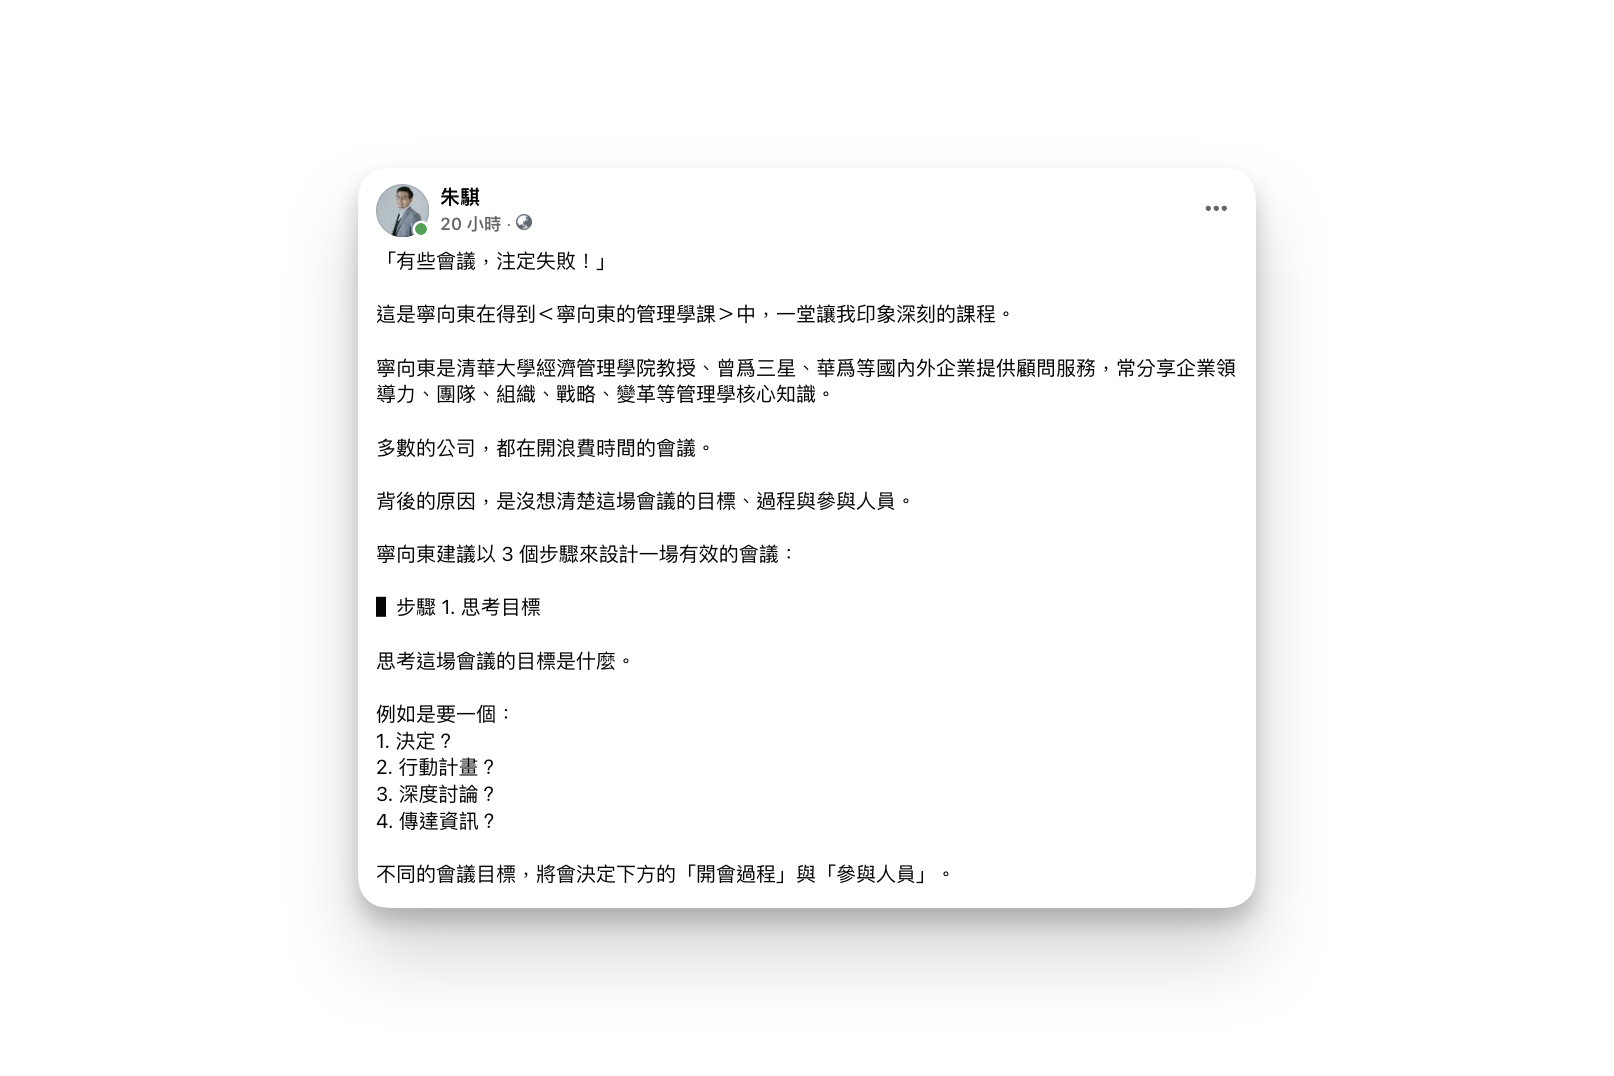 朱騏
20 小時 ·
「有些會議，注定失敗！」
這是寧向東在得到＜寧向東的管理學課＞中，一堂讓我印象深刻的課程。
寧向東是清華大學經濟管理學院教授、曾爲三星、華爲等國內外企業提供顧問服務，常分享企業領
導力、團隊、組織、戰略、變革等管理學核心知識。
多數的公司，都在開浪費時間的會議。
背後的原因，是沒想清楚這場會議的目標、過程與參與人員。
寧向東建議以 3 個步驟來設計一場有效的會議：
▋ 步驟 1. 思考目標
思考這場會議的目標是什麼。
例如是要一個：
1. 決定？
2. 行動計畫？
3. 深度討論？
4. 傳達資訊？
不同的會議目標，將會決定下方的「開會過程」與「參與人員」。